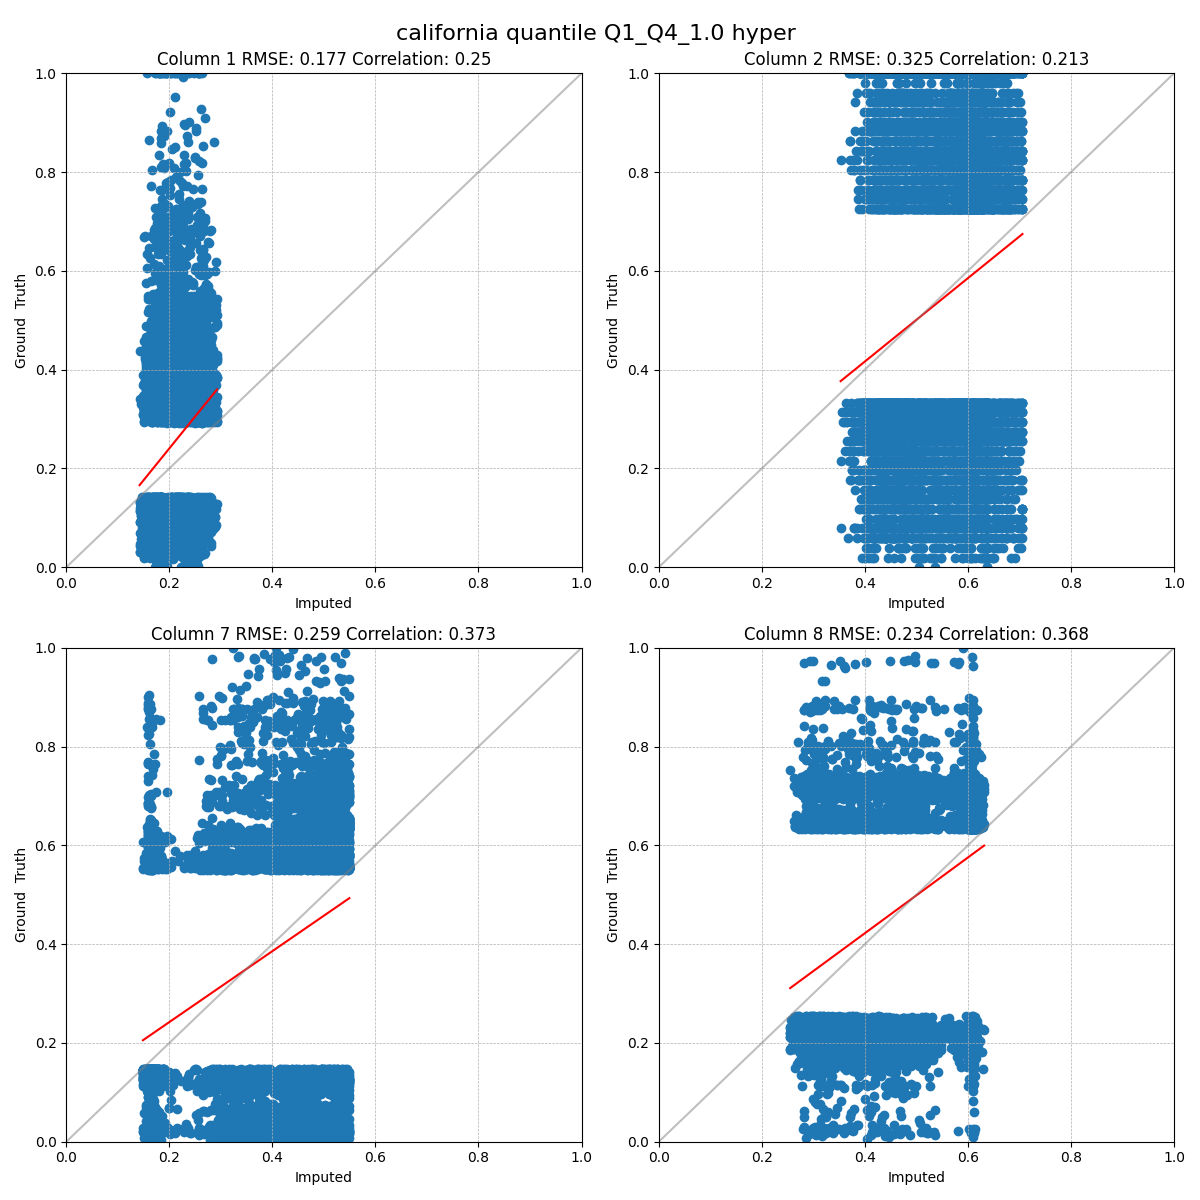 california quantile Q1_Q4_1.0 hyper
Column 1 RMSE: 0.177 Correlation: 0.25
1.0
0.8
0.6
0.4
0.2
0.0
Ground Truth
0.0 0.2 0.4 0.6 0.8 1.0
Imputed
Column 2 RMSE: 0.325 Correlation: 0.213
1.0
0.8
0.6
0.4
0.2
0.0
Ground Truth
0.0 0.2 0.4 0.6 0.8 1.0
Imputed
Column 7 RMSE: 0.259 Correlation: 0.373
1.0
0.8
0.6
0.4
0.2
0.0
Ground Truth
0.0 0.2 0.4 0.6 0.8 1.0
Imputed
Column 8 RMSE: 0.234 Correlation: 0.368
1.0
0.8
0.6
0.4
0.2
0.0
Ground Truth
0.0 0.2 0.4 0.6 0.8 1.0
Imputed